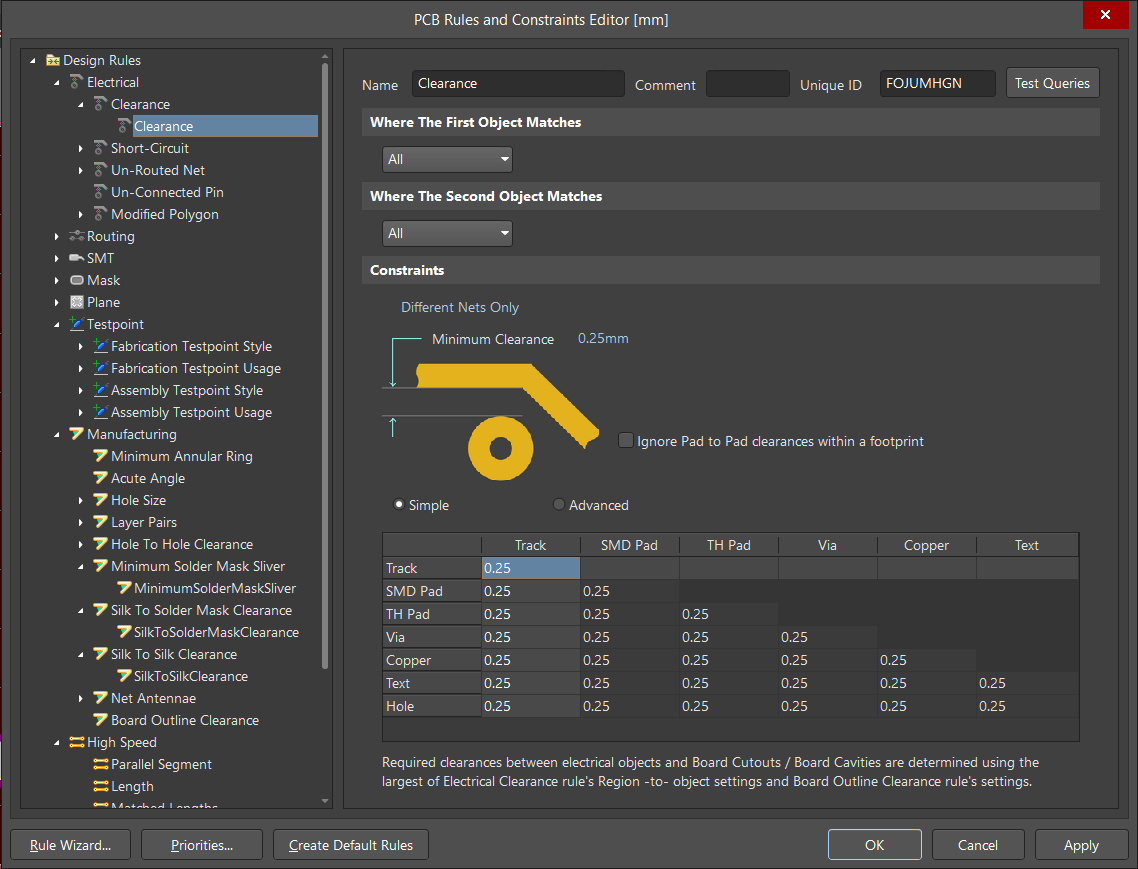 PCB Rules and Constraints Editor [mm]
Design Rules
Electrical
Clearance
Clearance
Short-Circuit
Un-Routed Net
Un-Connected Pin
Modified Polygon
Routing
SMT
Mask
Plane
Testpoint
Fabrication Testpoint Style
Fabrication Testpoint Usage
Assembly Testpoint Style
Assembly Testpoint Usage
Manufacturing
Minimum Annular Ring
Acute Angle
Hole Size
Layer Pairs
Hole To Hole Clearance
Minimum Solder Mask Sliver
MinimumSolderMaskSliver
Silk To Solder Mask Clearance
SilkToSolderMaskClearance
Silk To Silk Clearance
SilkToSilkClearance
Net Antennae
Board Outline Clearance
High Speed
Parallel Segment
Length
Matched Lengths
Name Clearance Comment Unique ID FOJUMHGN Test Queries
Where The First Object Matches
All
Where The Second Object Matches
All
Constraints
Different Nets Only
Minimum Clearance 0.25mm
Ignore Pad to Pad clearances within a footprint
Simple Advanced
Track SMD Pad TH Pad Via Copper Text
Track 0.25
SMD Pad 0.25 0.25
TH Pad 0.25 0.25 0.25
Via 0.25 0.25 0.25 0.25
Copper 0.25 0.25 0.25 0.25 0.25
Text 0.25 0.25 0.25 0.25 0.25 0.25
Hole 0.25 0.25 0.25 0.25 0.25 0.25
Required clearances between electrical objects and Board Cutouts / Board Cavities are determined using the
largest of Electrical Clearance rule's Region -to- object settings and Board Outline Clearance rule's settings.
Rule Wizard... Priorities... Create Default Rules OK Cancel Apply